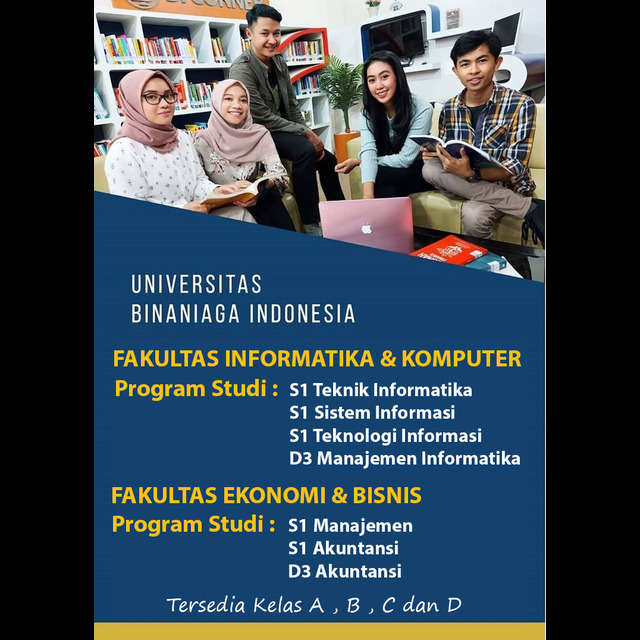 UNIVERSITAS
BINANIAGA INDONESIA
FAKULTAS INFORMATIKA & KOMPUTER
Program Studi : S1 Teknik Informatika
S1 Sistem Informasi
S1 Teknologi Informasi
D3 Manajemen Informatika
FAKULTAS EKONOMI & BISNIS
Program Studi : S1 Manajemen
S1 Akuntansi
D3 Akuntansi
Tersedia Kelas A , B , C dan D